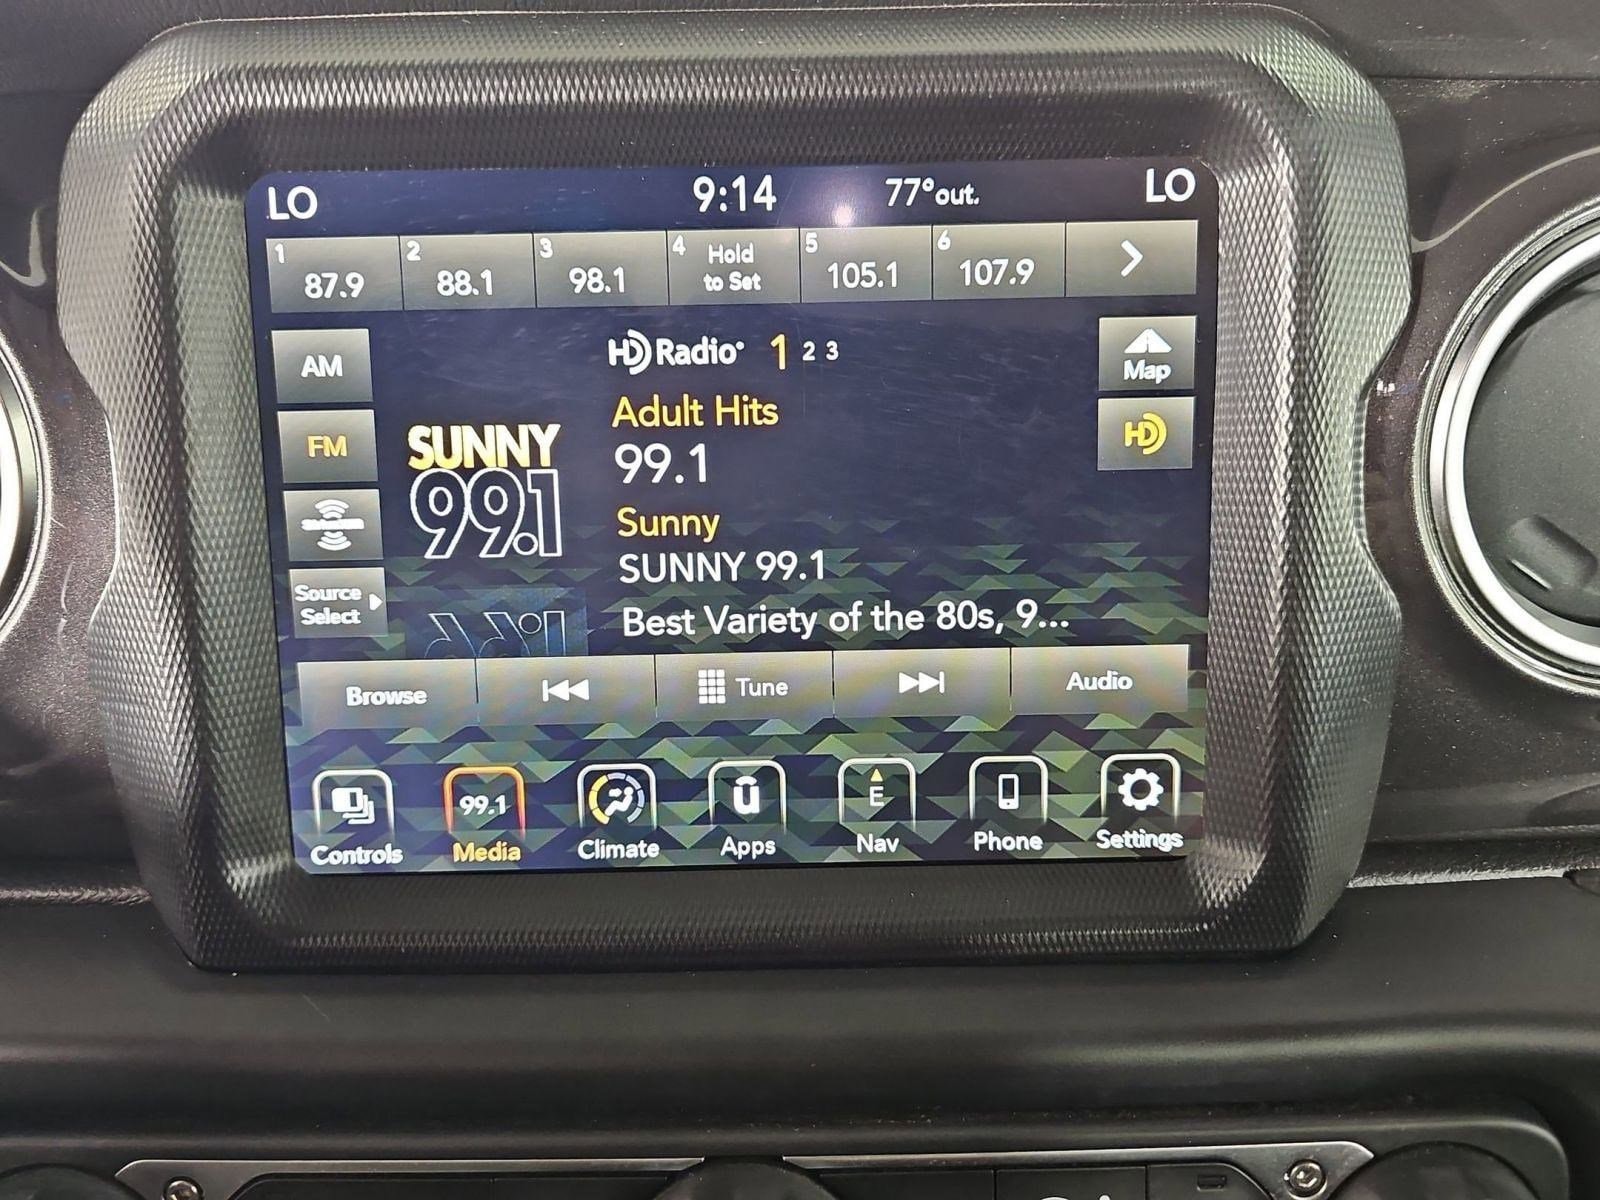 LO 9:14 77°out. LO
1 87.9 2 88.1 3 98.1 4 Hold to Set 5 105.1 6 107.9
HD Radio 1 2 3
AM
Map
Adult Hits
FM
HD
SUNNY
99.1
99.1
Sunny
SUNNY 99.1
Source
Select
Best Variety of the 80s, 9...
Browse Tune Audio
99.1 E
Controls Media Climate Apps Nav Phone Settings